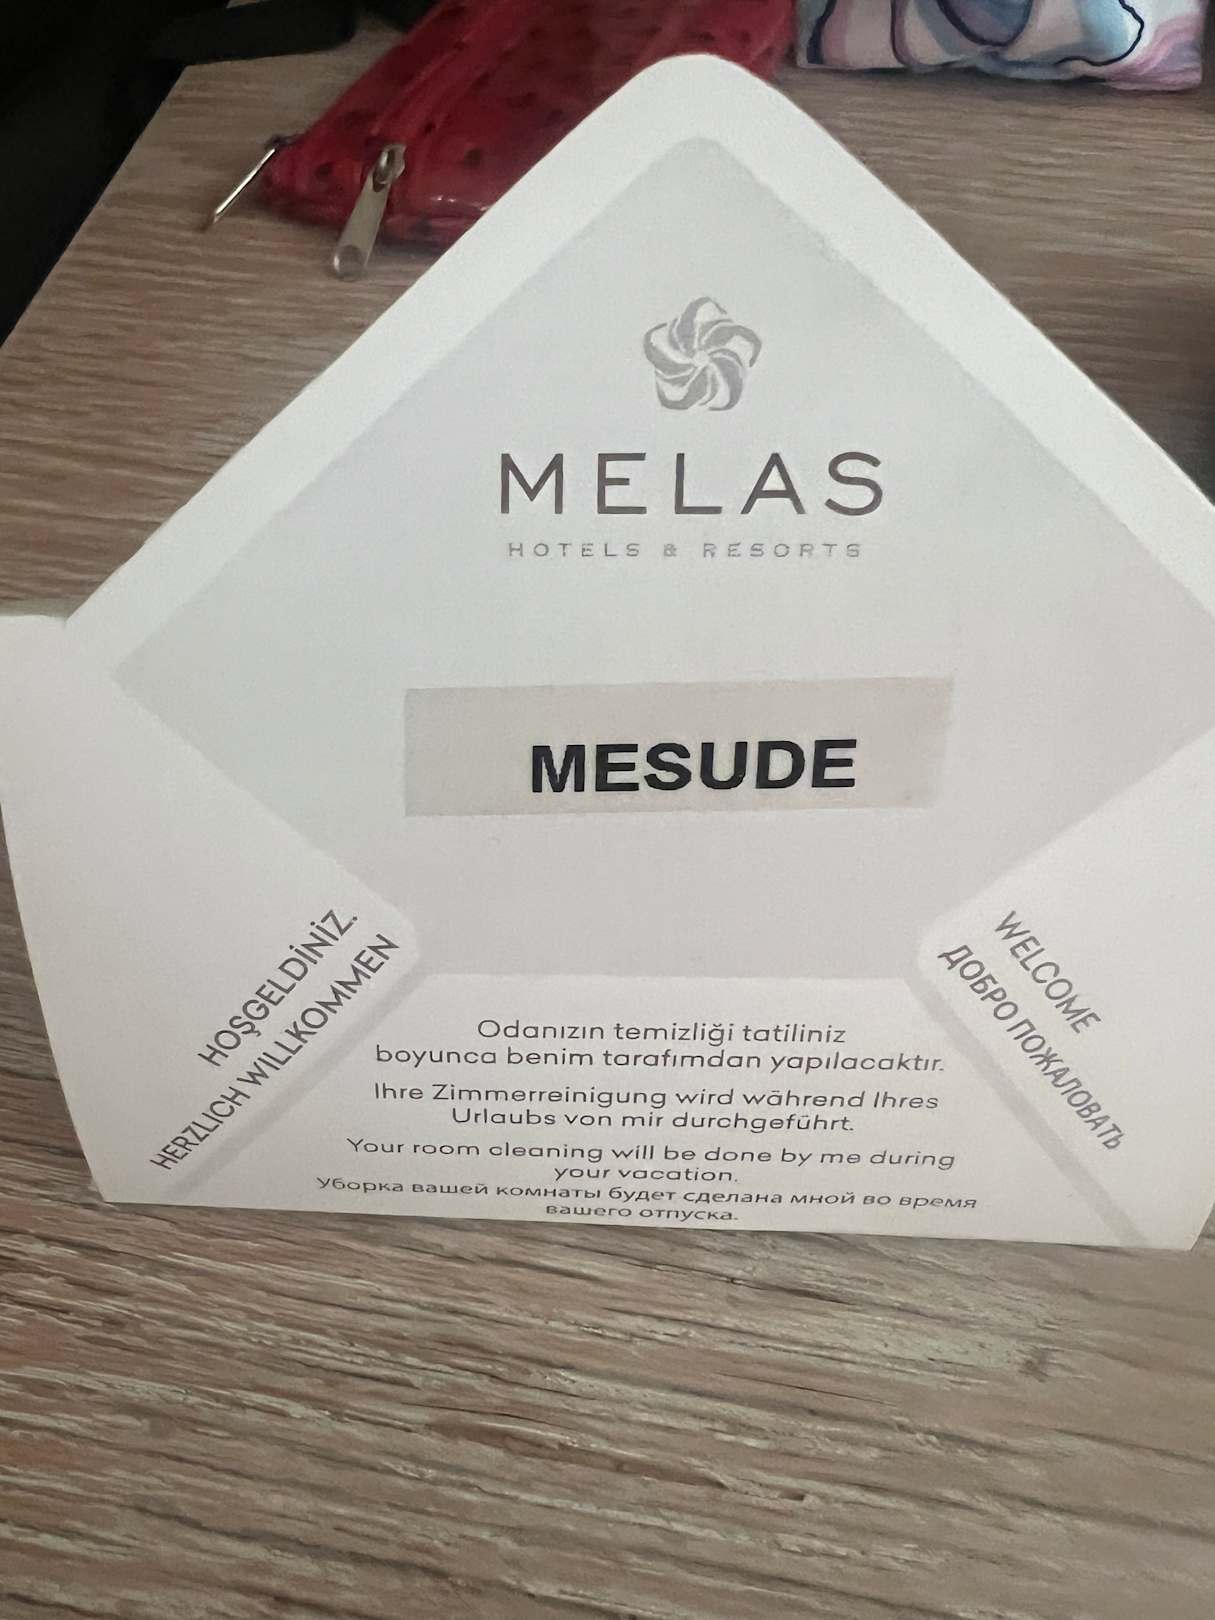 MELAS
HOTELS & RESORTS
MESUDE
HOŞGELDİNİZ.
HERZLICH WILLKOMMEN
WELCOME
ДОБРО ПОЖАЛОВАТЬ
Odanızın temizliği tatiliniz
boyunca benim tarafımdan yapılacaktır.
Ihre Zimmerreinigung wird während Ihres
Urlaubs von mir durchgeführt.
Your room cleaning will be done by me during
your vacation.
Уборка вашей комнаты будет сделана мной во время
вашего отпуска.